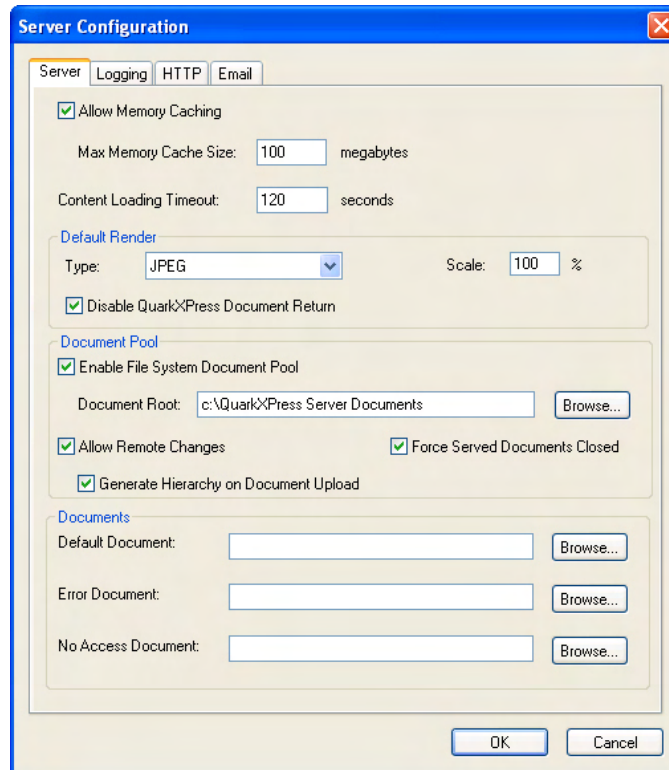 Server Configuration
Server Logging HTTP Email
Allow Memory Caching
Max Memory Cache Size: 100 megabytes
Content Loading Timeout: 120 seconds
Default Render
Type: JPEG Scale: 100 %
Disable QuarkXPress Document Return
Document Pool
Enable File System Document Pool
Document Root: c:\QuarkXPress Server Documents Browse...
Allow Remote Changes Force Served Documents Closed
Generate Hierarchy on Document Upload
Documents
Default Document: Browse...
Error Document: Browse...
No Access Document: Browse...
OK Cancel